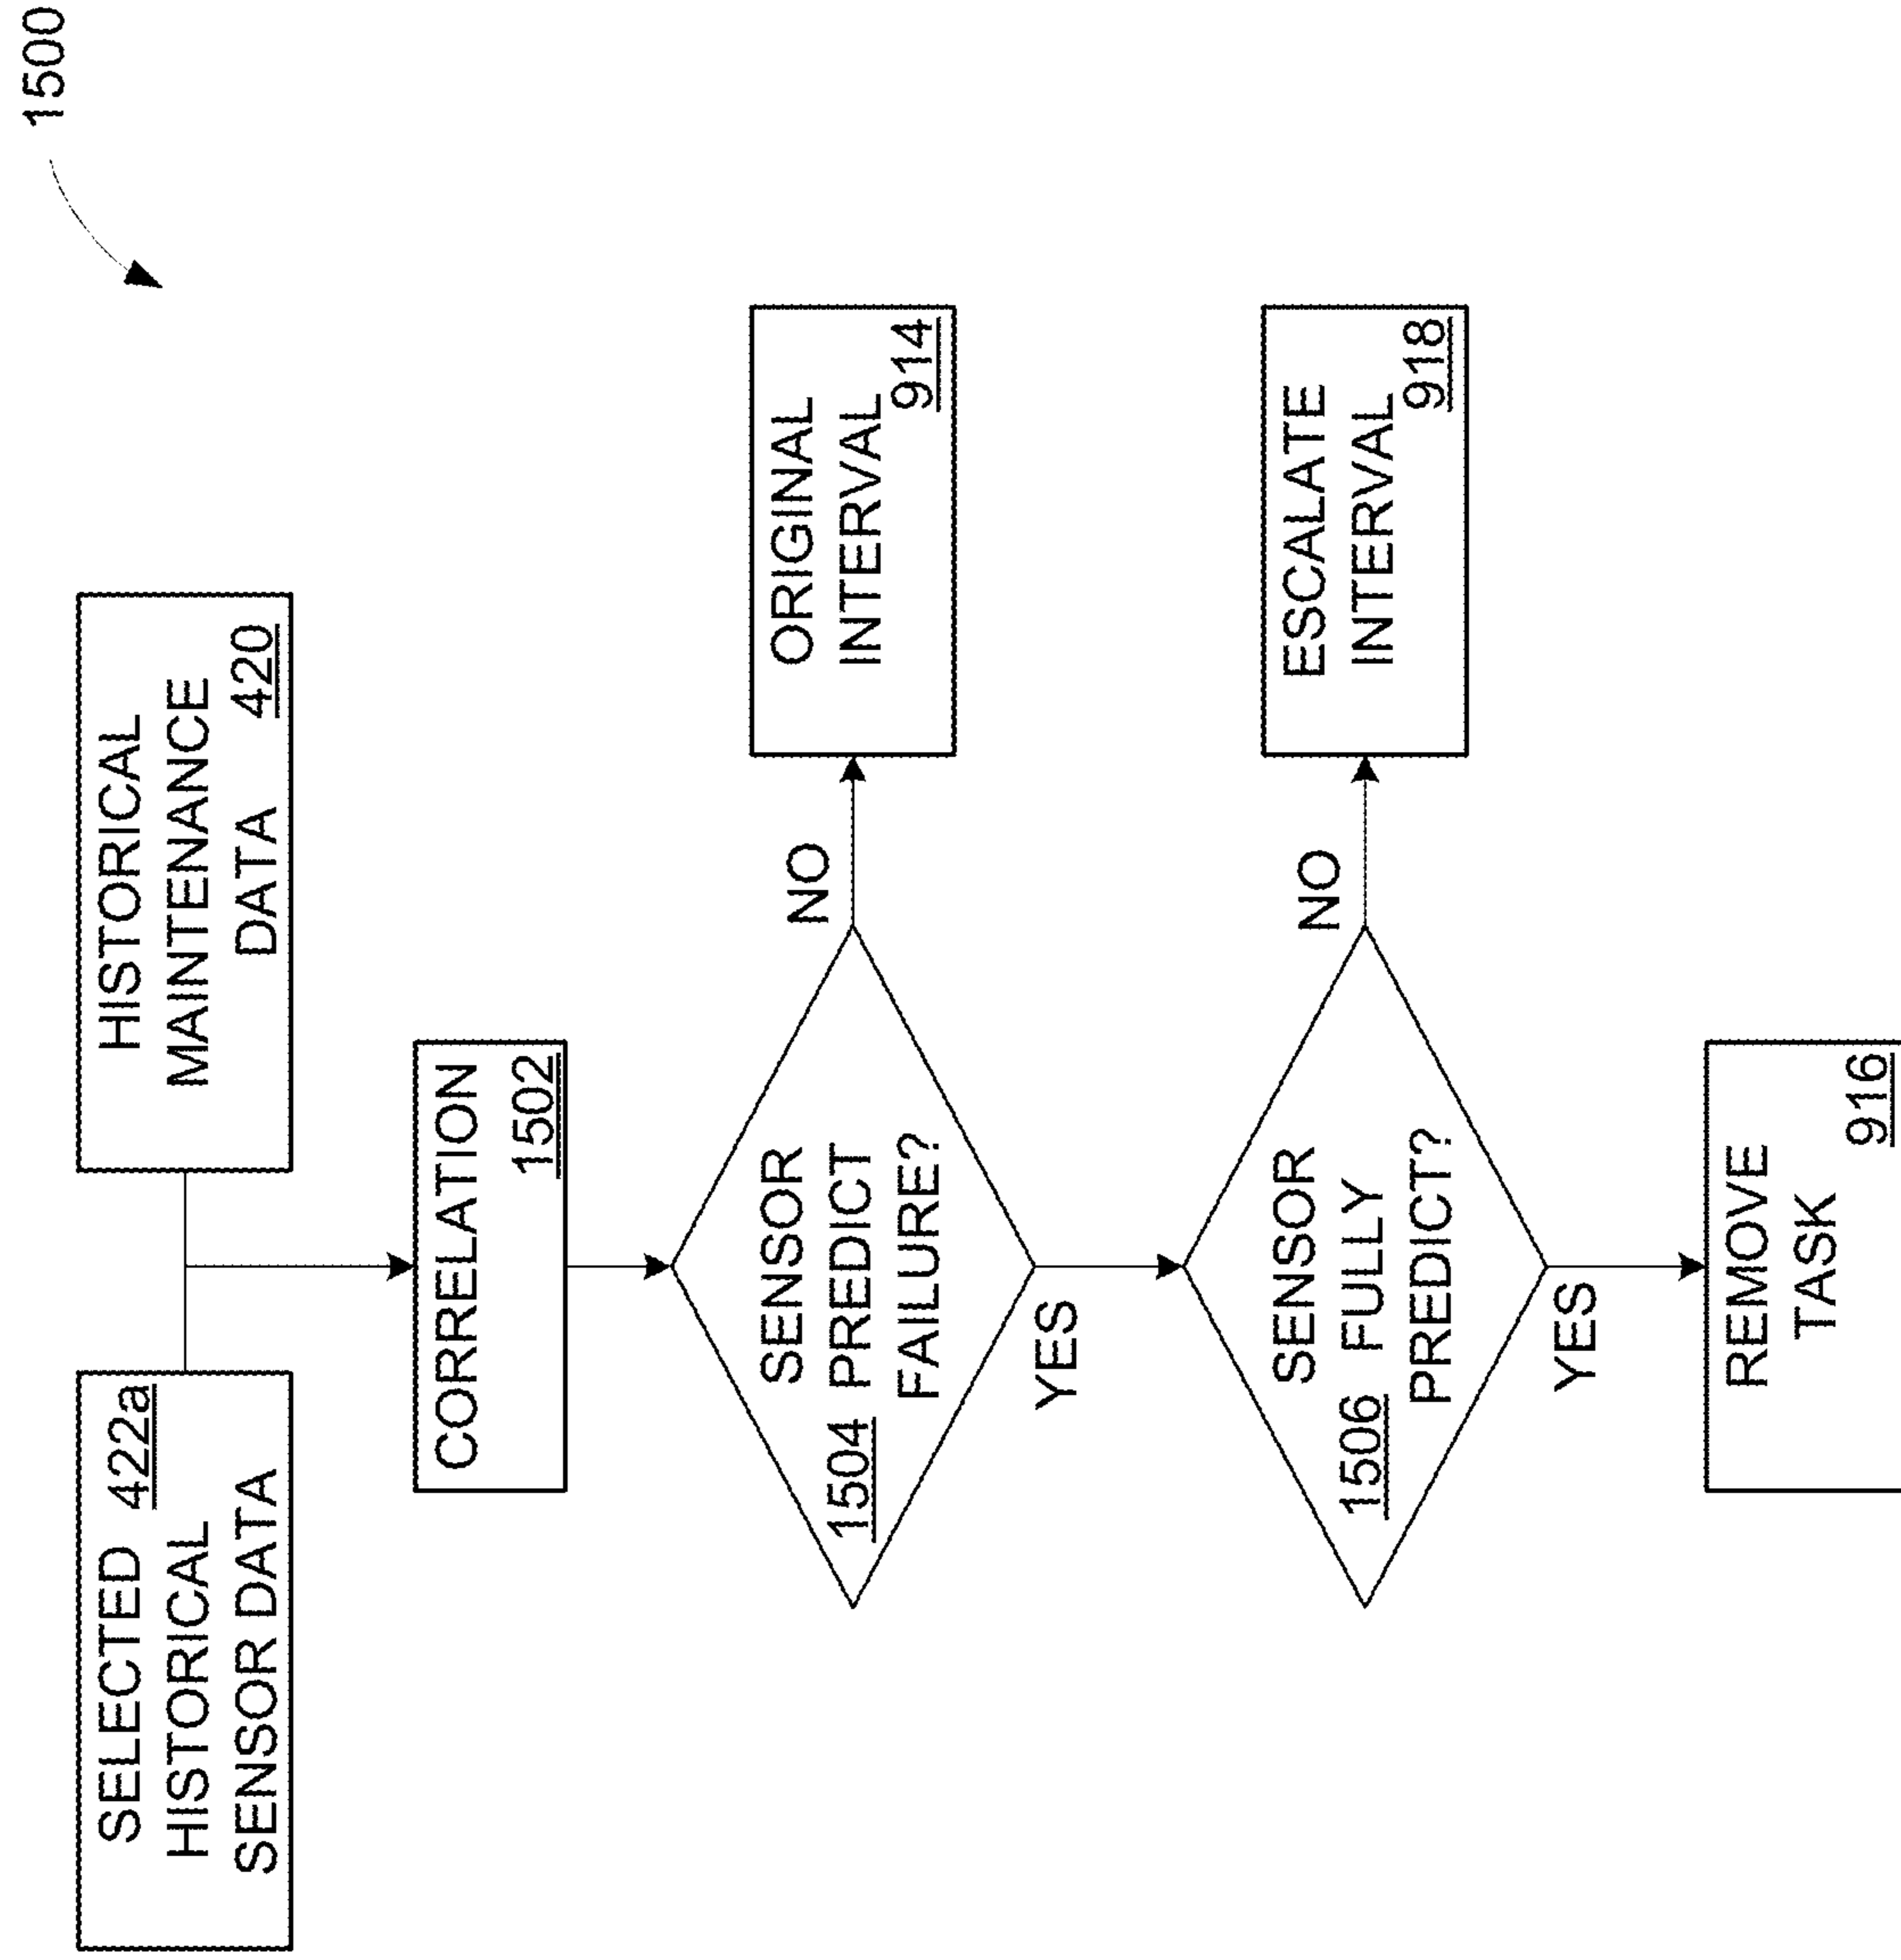 1500
SELECTED 422a
HISTORICAL
SENSOR DATA
HISTORICAL
MAINTENANCE
DATA 420
CORRELATION
1502
SENSOR
1504 PREDICT
FAILURE?
NO
ORIGINAL
INTERVAL
914
YES
SENSOR
1506 FULLY
PREDICT?
NO
ESCALATE
INTERVAL
918
YES
REMOVE
TASK
916